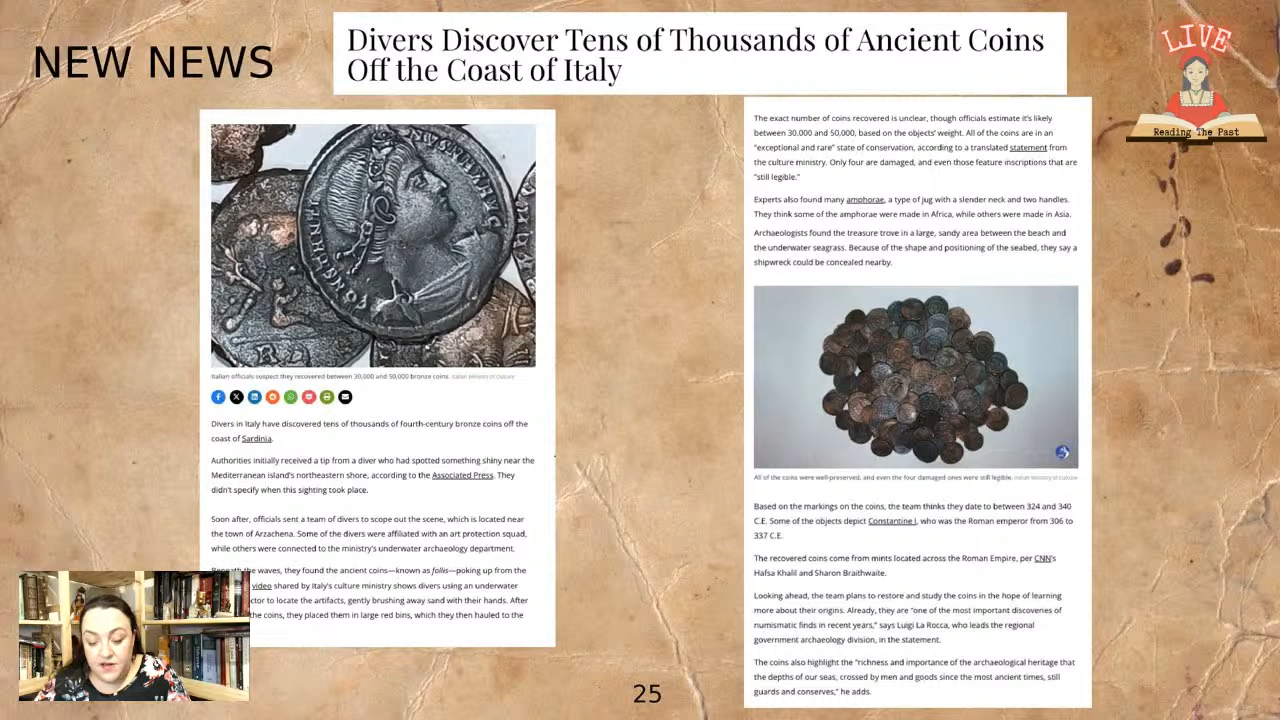 NEW NEWS
Divers Discover Tens of Thousands of Ancient Coins
Off the Coast of Italy
LIVE
Reading The Past
Italian officials suspect they recovered between 30,000 and 50,000 bronze coins. Italian Ministry of Culture
Divers in Italy have discovered tens of thousands of fourth-century bronze coins off the
coast of Sardinia.
Authorities initially received a tip from a diver who had spotted something shiny near the
Mediterranean island's northeastern shore, according to the Associated Press. They
didn't specify when this sighting took place.
Soon after, officials sent a team of divers to scope out the scene, which is located near
the town of Arzachena. Some of the divers were affiliated with an art protection squad,
while others were connected to the ministry's underwater archaeology department.
Beneath the waves, they found the ancient coins—known as follis—poking up from the
video shared by Italy's culture ministry shows divers using an underwater
ctor to locate the artifacts, gently brushing away sand with their hands. After
the coins, they placed them in large red bins, which they then hauled to the
The exact number of coins recovered is unclear, though officials estimate it's likely
between 30,000 and 50,000, based on the objects' weight. All of the coins are in an
"exceptional and rare" state of conservation, according to a translated statement from
the culture ministry. Only four are damaged, and even those feature inscriptions that are
"still legible."
Experts also found many amphorae, a type of jug with a slender neck and two handles.
They think some of the amphorae were made in Africa, while others were made in Asia.
Archaeologists found the treasure trove in a large, sandy area between the beach and
the underwater seagrass. Because of the shape and positioning of the seabed, they say a
shipwreck could be concealed nearby.
All of the coins were well-preserved, and even the four damaged ones were still legible. Italian Ministry of Culture
Based on the markings on the coins, the team thinks they date to between 324 and 340
C.E. Some of the objects depict Constantine I, who was the Roman emperor from 306 to
337 C.E.
The recovered coins come from mints located across the Roman Empire, per CNN's
Hafsa Khalil and Sharon Braithwaite.
Looking ahead, the team plans to restore and study the coins in the hope of learning
more about their origins. Already, they are "one of the most important discoveries of
numismatic finds in recent years," says Luigi La Rocca, who leads the regional
government archaeology division, in the statement.
The coins also highlight the "richness and importance of the archaeological heritage that
the depths of our seas, crossed by men and goods since the most ancient times, still
guards and conserves," he adds.
25